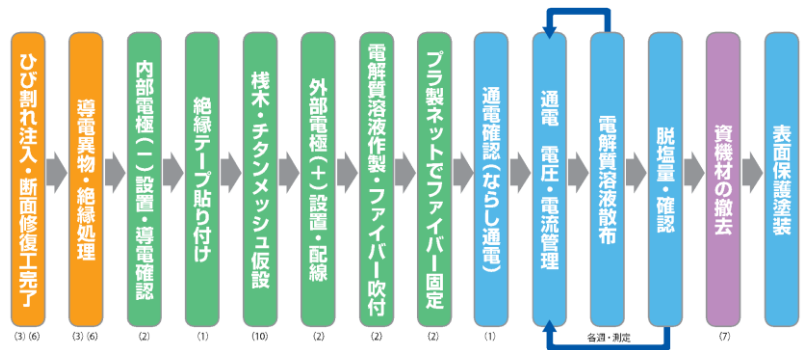 ひび割れ注入・断面修復工完了
導電異物・絶縁処理
内部電極(－)設置・導電確認
絶縁テープ貼り付け
桟木・チタンメッシュ仮設
外部電極(＋)設置・配線
電解質溶液作製・ファイバー吹付
プラ製ネットでファイバー固定
通電確認(ならし通電)
通電 電圧・電流管理
電解質溶液散布
脱塩量・確認
資機材の撤去
表面保護塗装
(3) (6)
(3) (6)
(2)
(1)
(10)
(2)
(2)
(2)
(1)
各週・測定
(7)